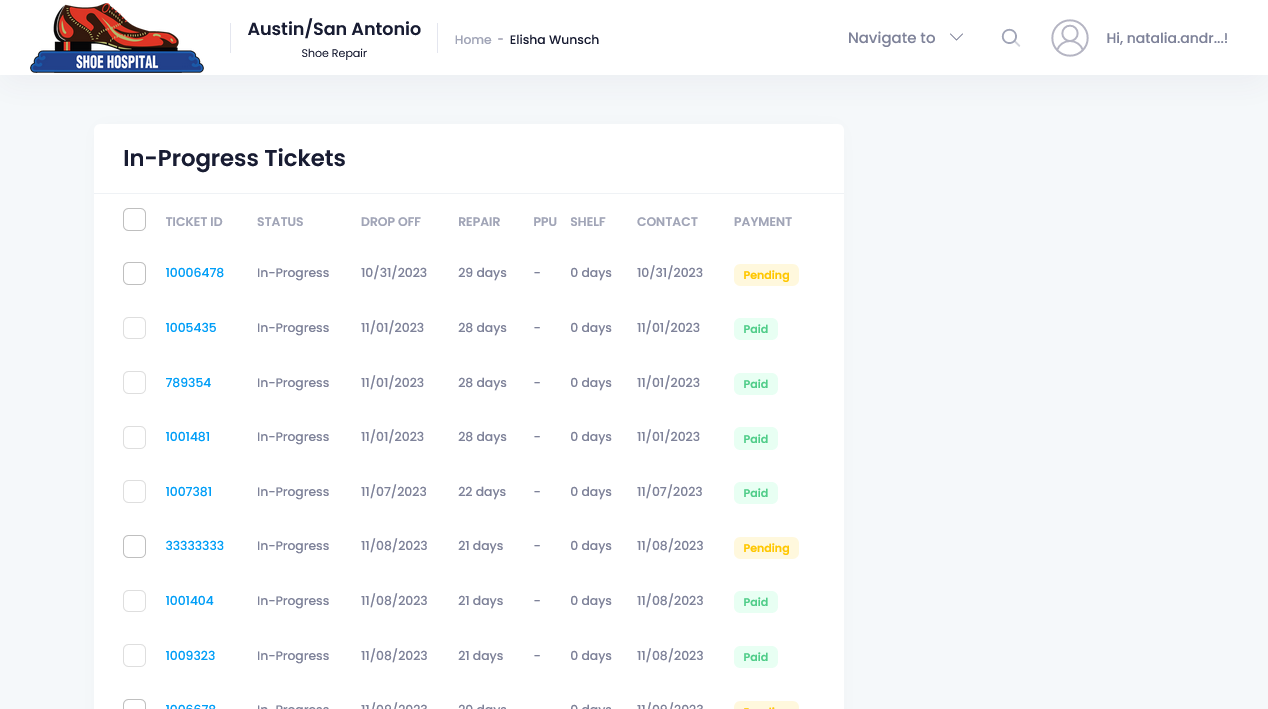 SHOE HOSPITAL
Austin/San Antonio
Shoe Repair
Home - Elisha Wunsch
Navigate to
Hi, natalia.andr...!
In-Progress Tickets
TICKET ID STATUS DROP OFF REPAIR PPU SHELF CONTACT PAYMENT
10006478 In-Progress 10/31/2023 29 days - 0 days 10/31/2023 Pending
1005435 In-Progress 11/01/2023 28 days - 0 days 11/01/2023 Paid
789354 In-Progress 11/01/2023 28 days - 0 days 11/01/2023 Paid
1001481 In-Progress 11/01/2023 28 days - 0 days 11/01/2023 Paid
1007381 In-Progress 11/07/2023 22 days - 0 days 11/07/2023 Paid
33333333 In-Progress 11/08/2023 21 days - 0 days 11/08/2023 Pending
1001404 In-Progress 11/08/2023 21 days - 0 days 11/08/2023 Paid
1009323 In-Progress 11/08/2023 21 days - 0 days 11/08/2023 Paid
In-Progress - 0 days